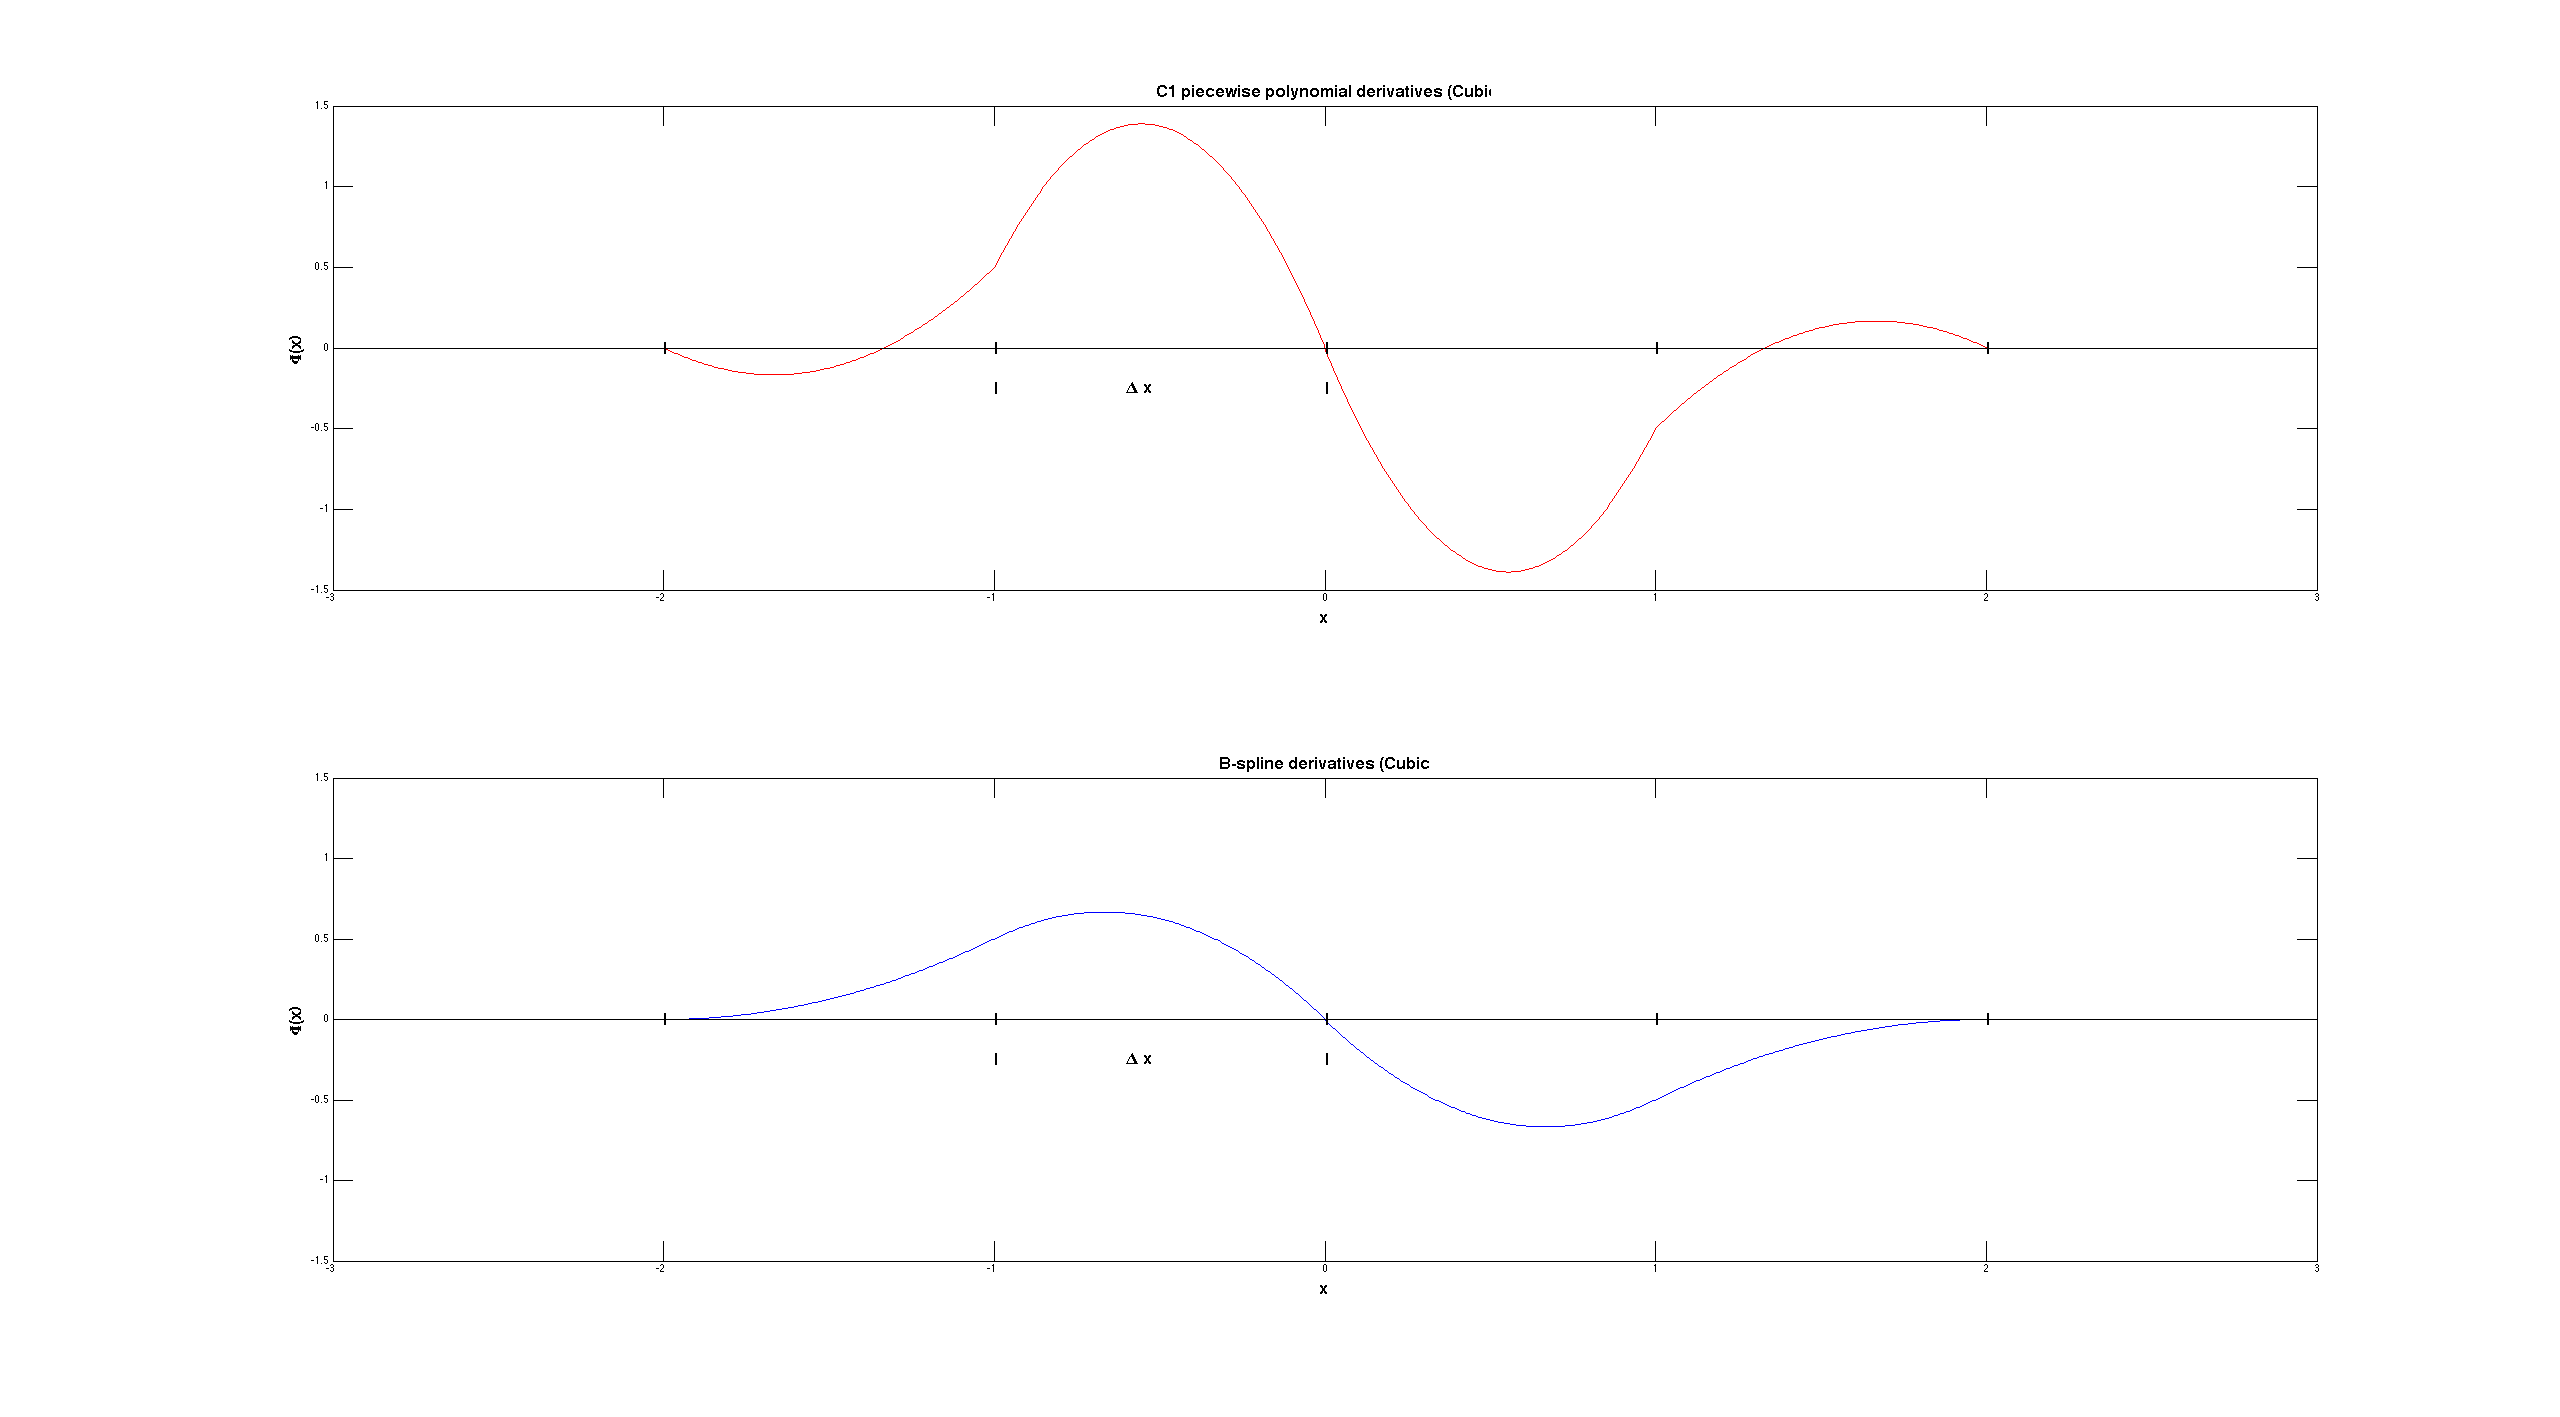 C1 piecewise polynomial derivatives (Cubic
1.5
1
0.5
0
-0.5
-1
-1.5
Φ(x)
Δ x
-3 -2 -1 0 1 2 3
x
B-spline derivatives (Cubic
1.5
1
0.5
0
-0.5
-1
-1.5
Φ(x)
Δ x
-3 -2 -1 0 1 2 3
x